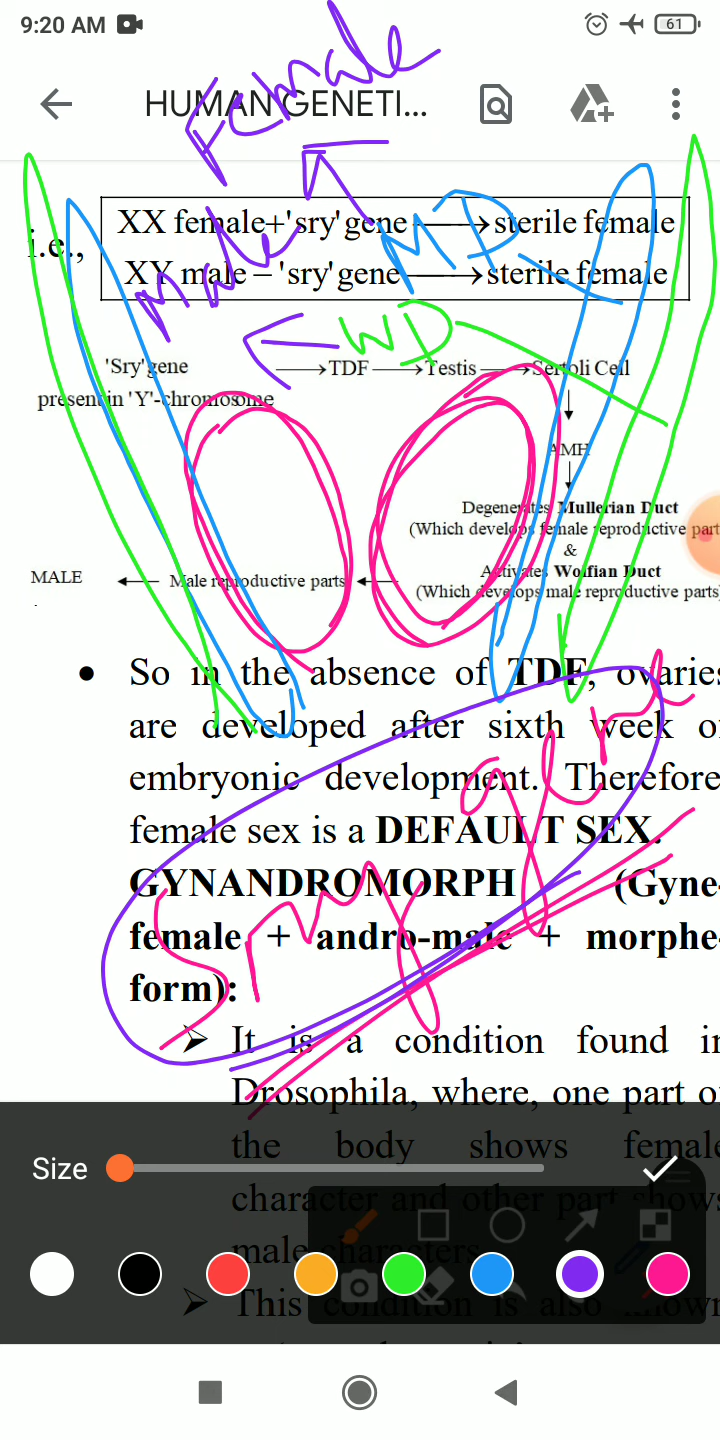 9:20 AM 61
HUMAN GENETI...
Female
male
MD
WD
i.e.,
XX female+'sry'gene ⟶ sterile female
XY male – 'sry'gene ⟶ sterile female
'Sry'gene
present in 'Y'-chromosome
⟶ TDF ⟶ Testis ⟶ Sertoli Cell
AMH
Degenerates Mullerian Duct
(Which develops female reproductive part
&
Activates Wolfian Duct
(Which develops male reproductive parts)
MALE ⟵ Male reproductive parts ⟵
• So in the absence of TDF, ovaries
are developed after sixth week of
embryonic development. Therefore
female sex is a DEFAULT SEX.
GYNANDROMORPH (Gyne-
female + andro-male + morphe-
form):
➢ It is a condition found in
Drosophila, where, one part of
the body shows female
character and other part shows
male characters
➢ This condition is also known
Size